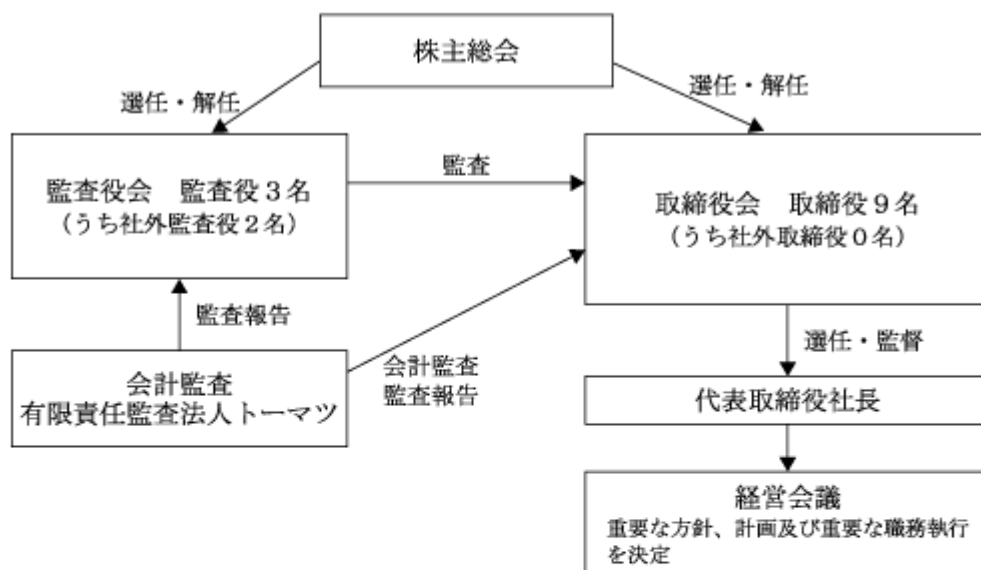 株主総会
選任・解任
選任・解任
監査役会　監査役３名
（うち社外監査役２名）
監査
取締役会　取締役９名
（うち社外取締役０名）
監査報告
会計監査
監査報告
選任・監督
会計監査
有限責任監査法人トーマツ
代表取締役社長
経営会議
重要な方針、計画及び重要な職務執行
を決定